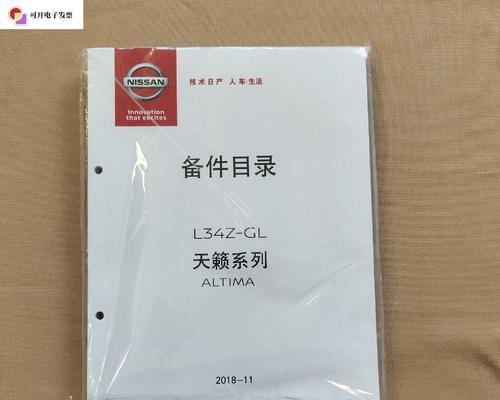 可开电子发票
NISSAN
Innovation
that excites
技术日产 人·车·生活
备件目录
L34Z-GL
天籁系列
ALTIMA
2018-11